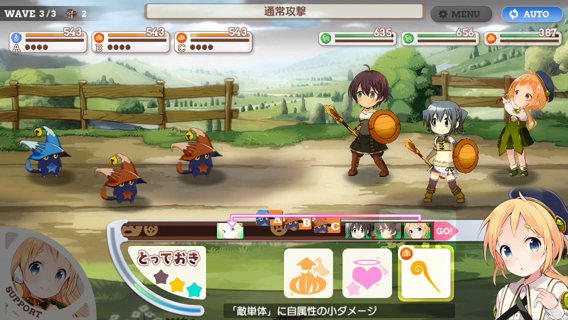 WAVE 3/3 2
通常攻撃
MENU
AUTO
543 543 543
A B C
635 656 387
A B C GO!
とっておき
SUPPORT
「敵単体」に自属性の小ダメージ